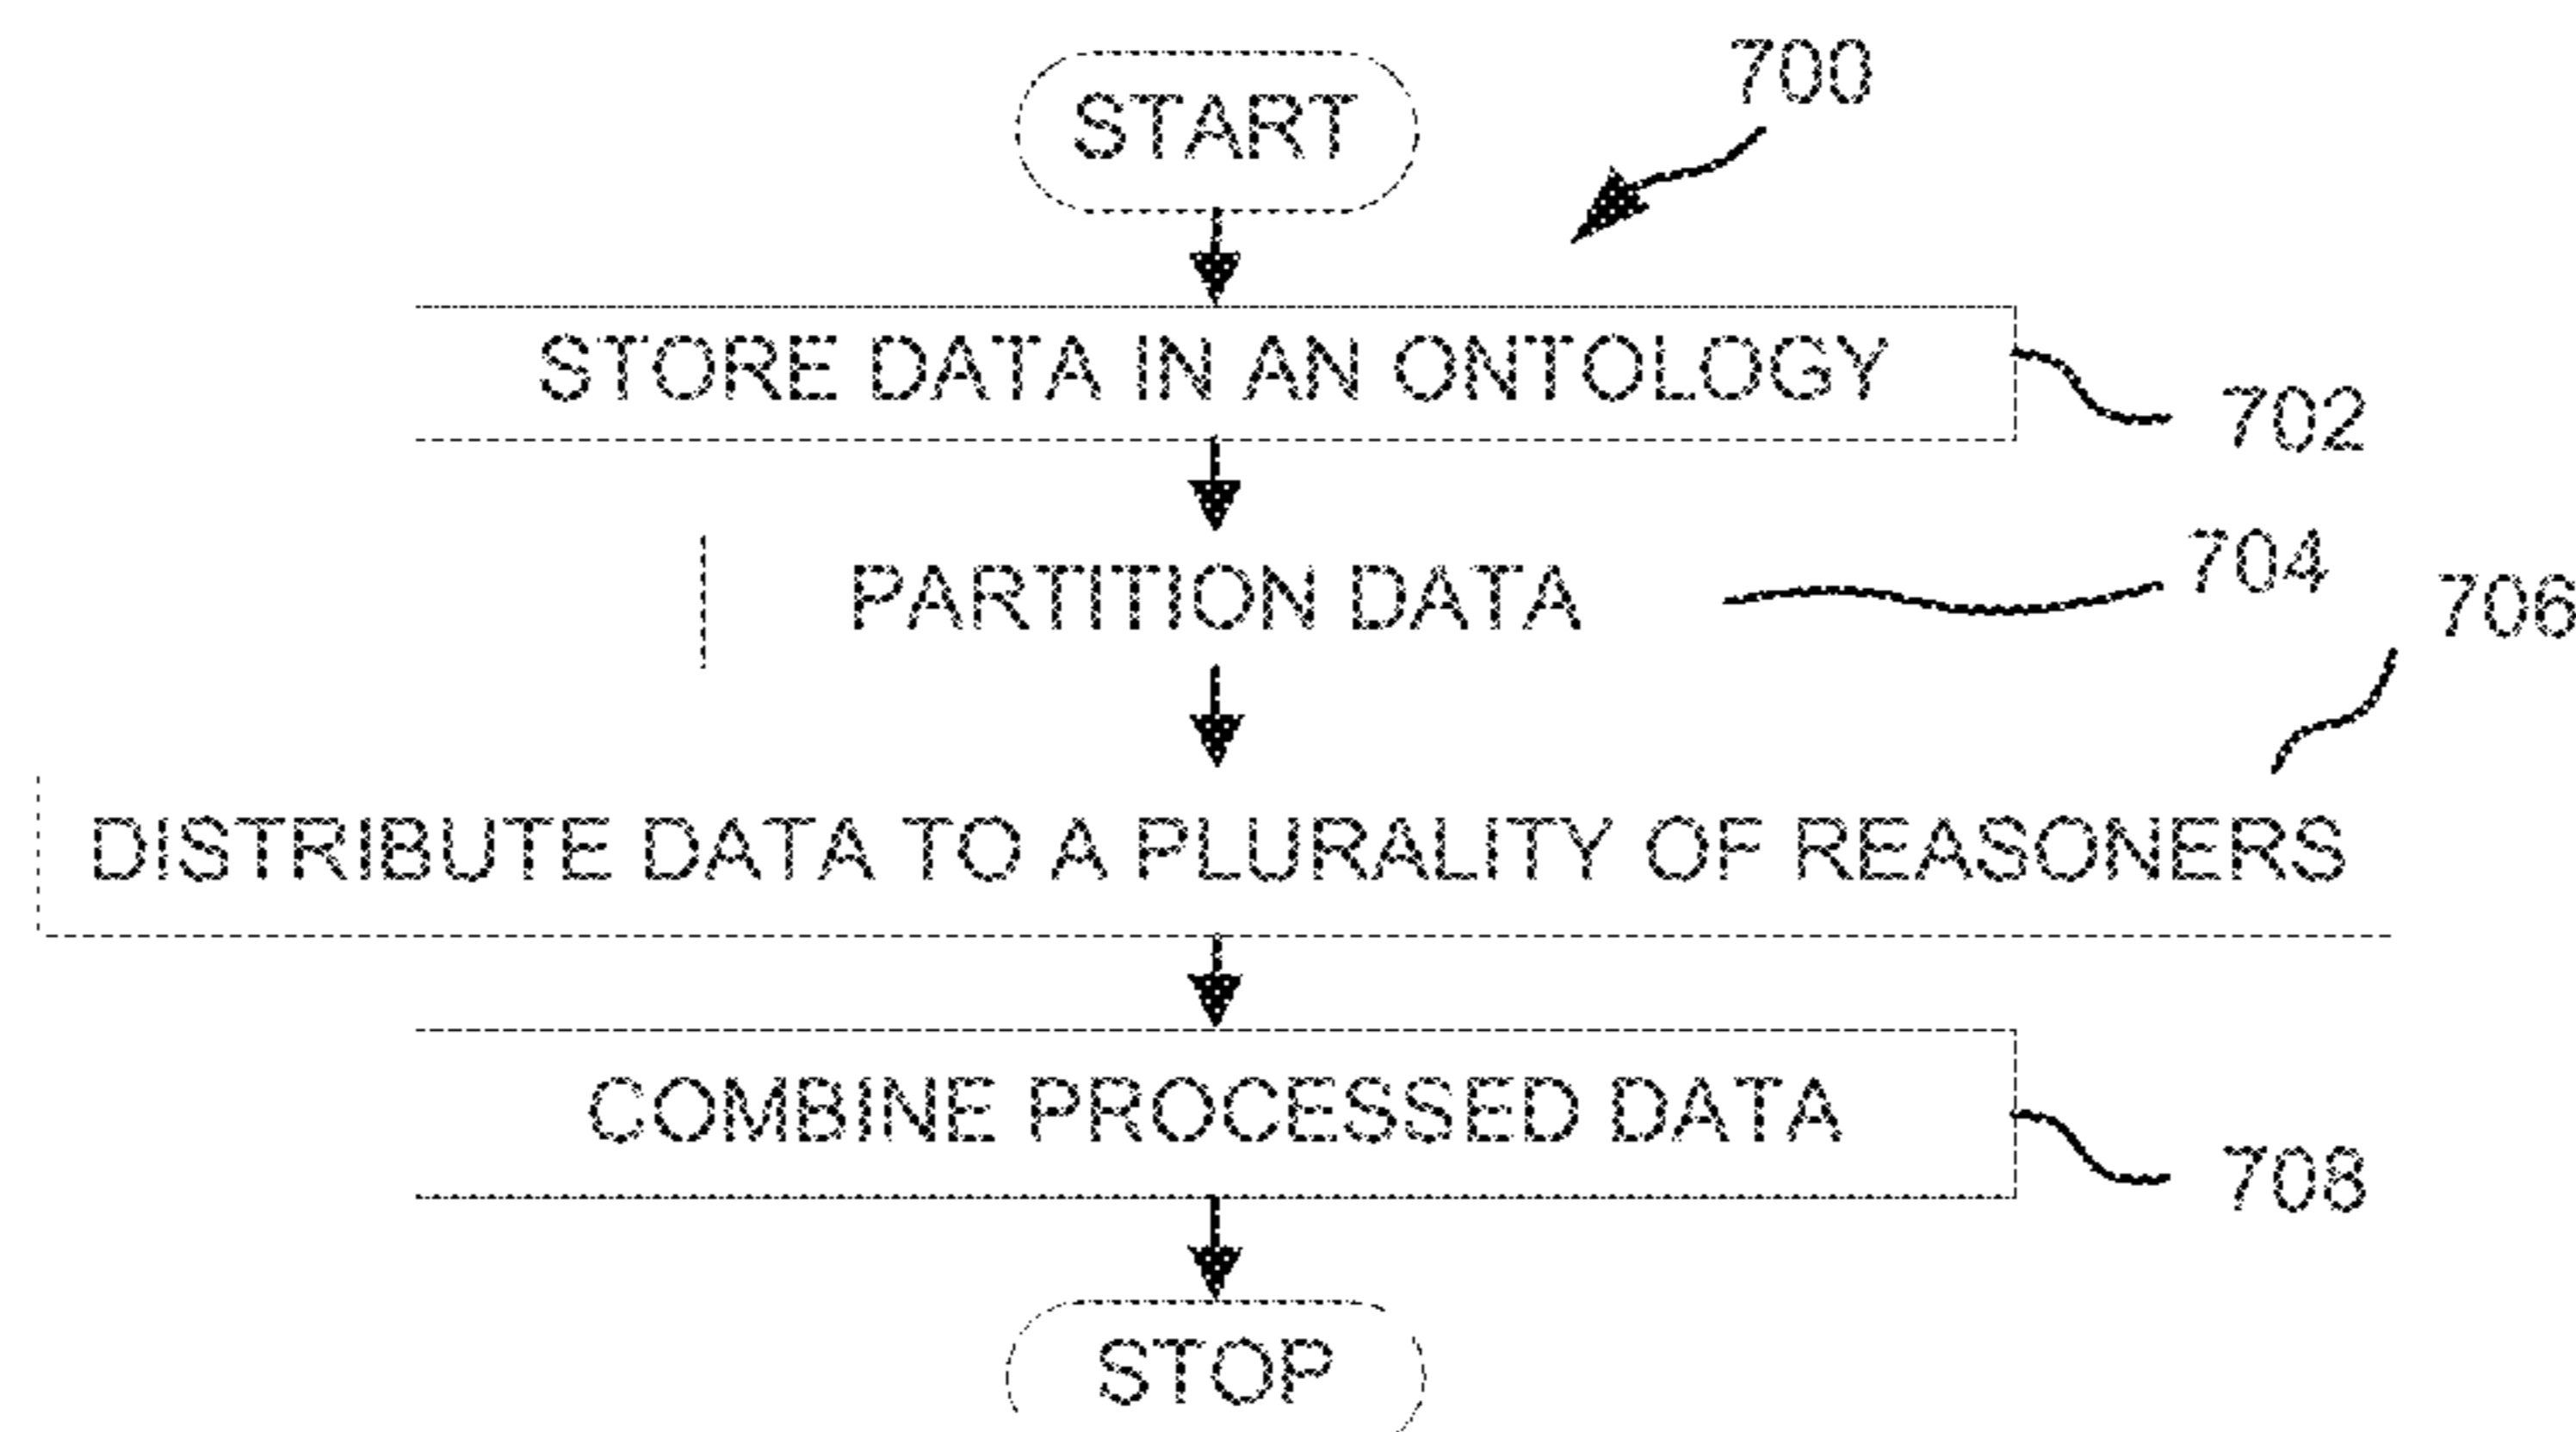 START
700
STORE DATA IN AN ONTOLOGY
702
PARTITION DATA
704
706
DISTRIBUTE DATA TO A PLURALITY OF REASONERS
COMBINE PROCESSED DATA
708
STOP